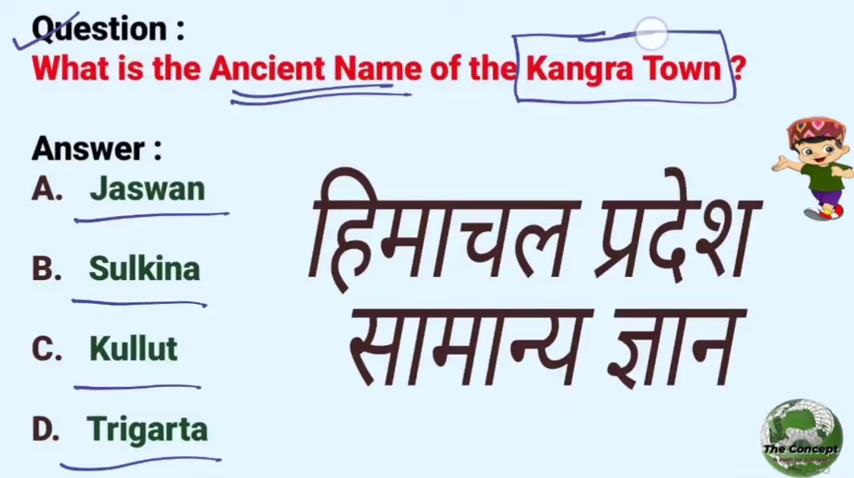 Question :
What is the Ancient Name of the Kangra Town ?
Answer :
A. Jaswan
B. Sulkina
C. Kullut
D. Trigarta
हिमाचल प्रदेश
सामान्य ज्ञान
The Concept